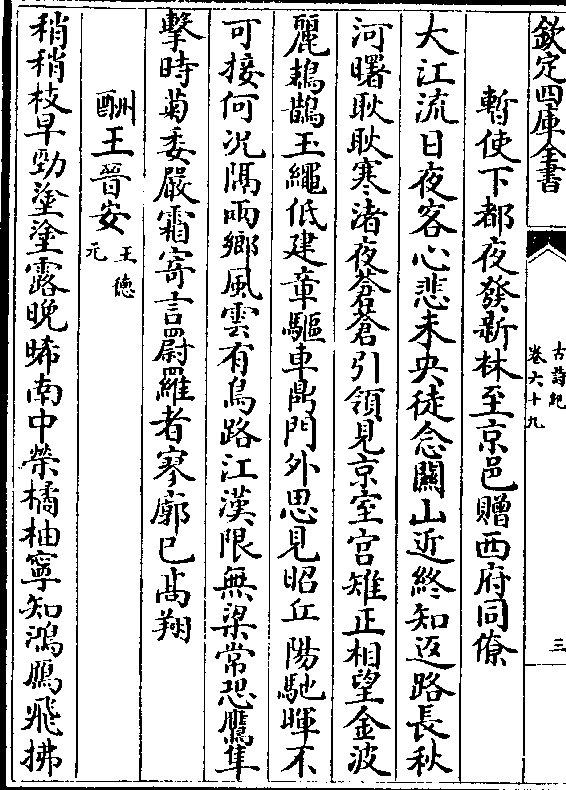 欽定四庫全書
古詩紀
卷六十九
三
暫使下都夜發新林至京邑贈西府同僚
大江流日夜客心悲未央徒念關山近終知返路長秋
河曙耿耿寒渚夜蒼蒼引領見京室宫雉正相望金波
麗鳷鵲玉繩低建章驅車鼎門外思見昭丘陽馳暉不
可接何况隔兩鄉風雲有鳥路江漢限無梁常恐鷹隼
擊時菊委嚴霜寄言罻羅者寥廓已高翔
酬王晉安王德元
稍稍枝早勁塗塗露晚晞南中榮橘柚寧知鴻鴈飛拂